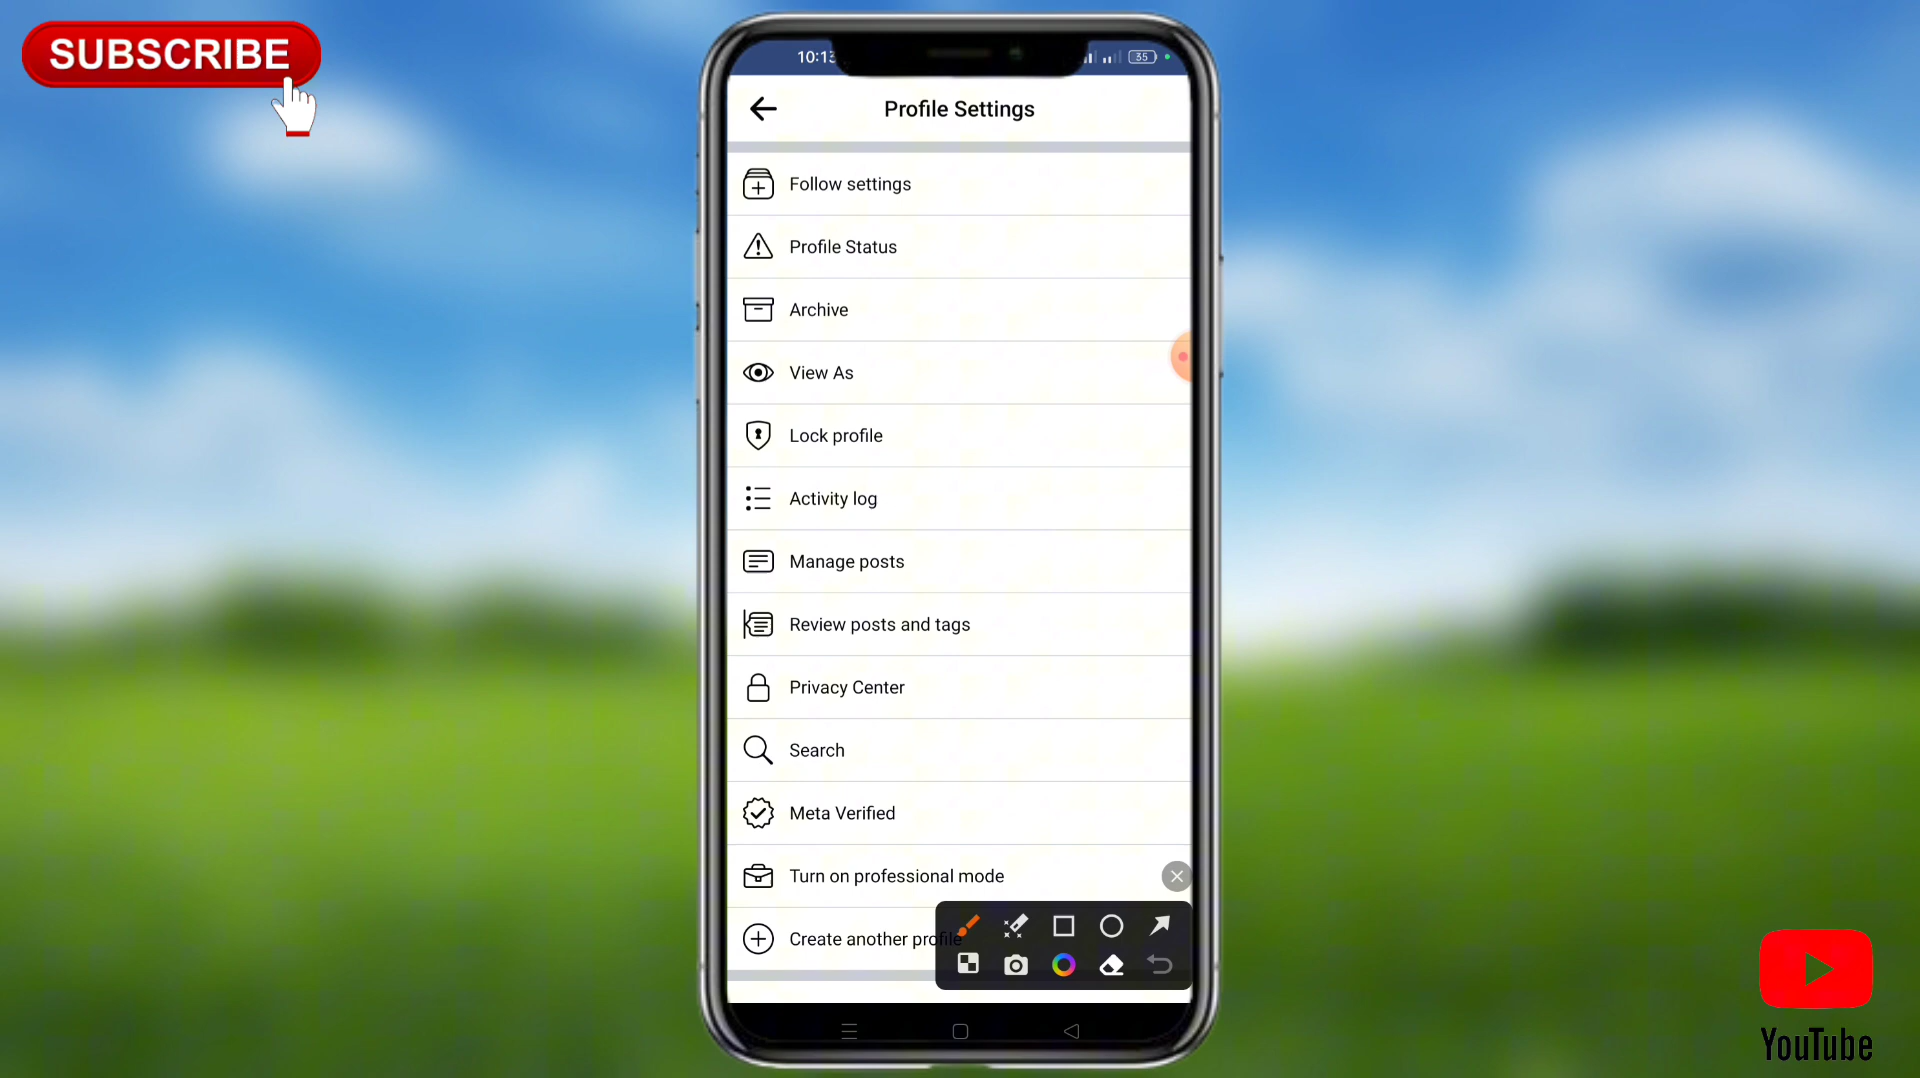 SUBSCRIBE
10:13
35
Profile Settings
Follow settings
Profile Status
Archive
View As
Lock profile
Activity log
Manage posts
Review posts and tags
Privacy Center
Search
Meta Verified
Turn on professional mode
Create another profile
YouTube